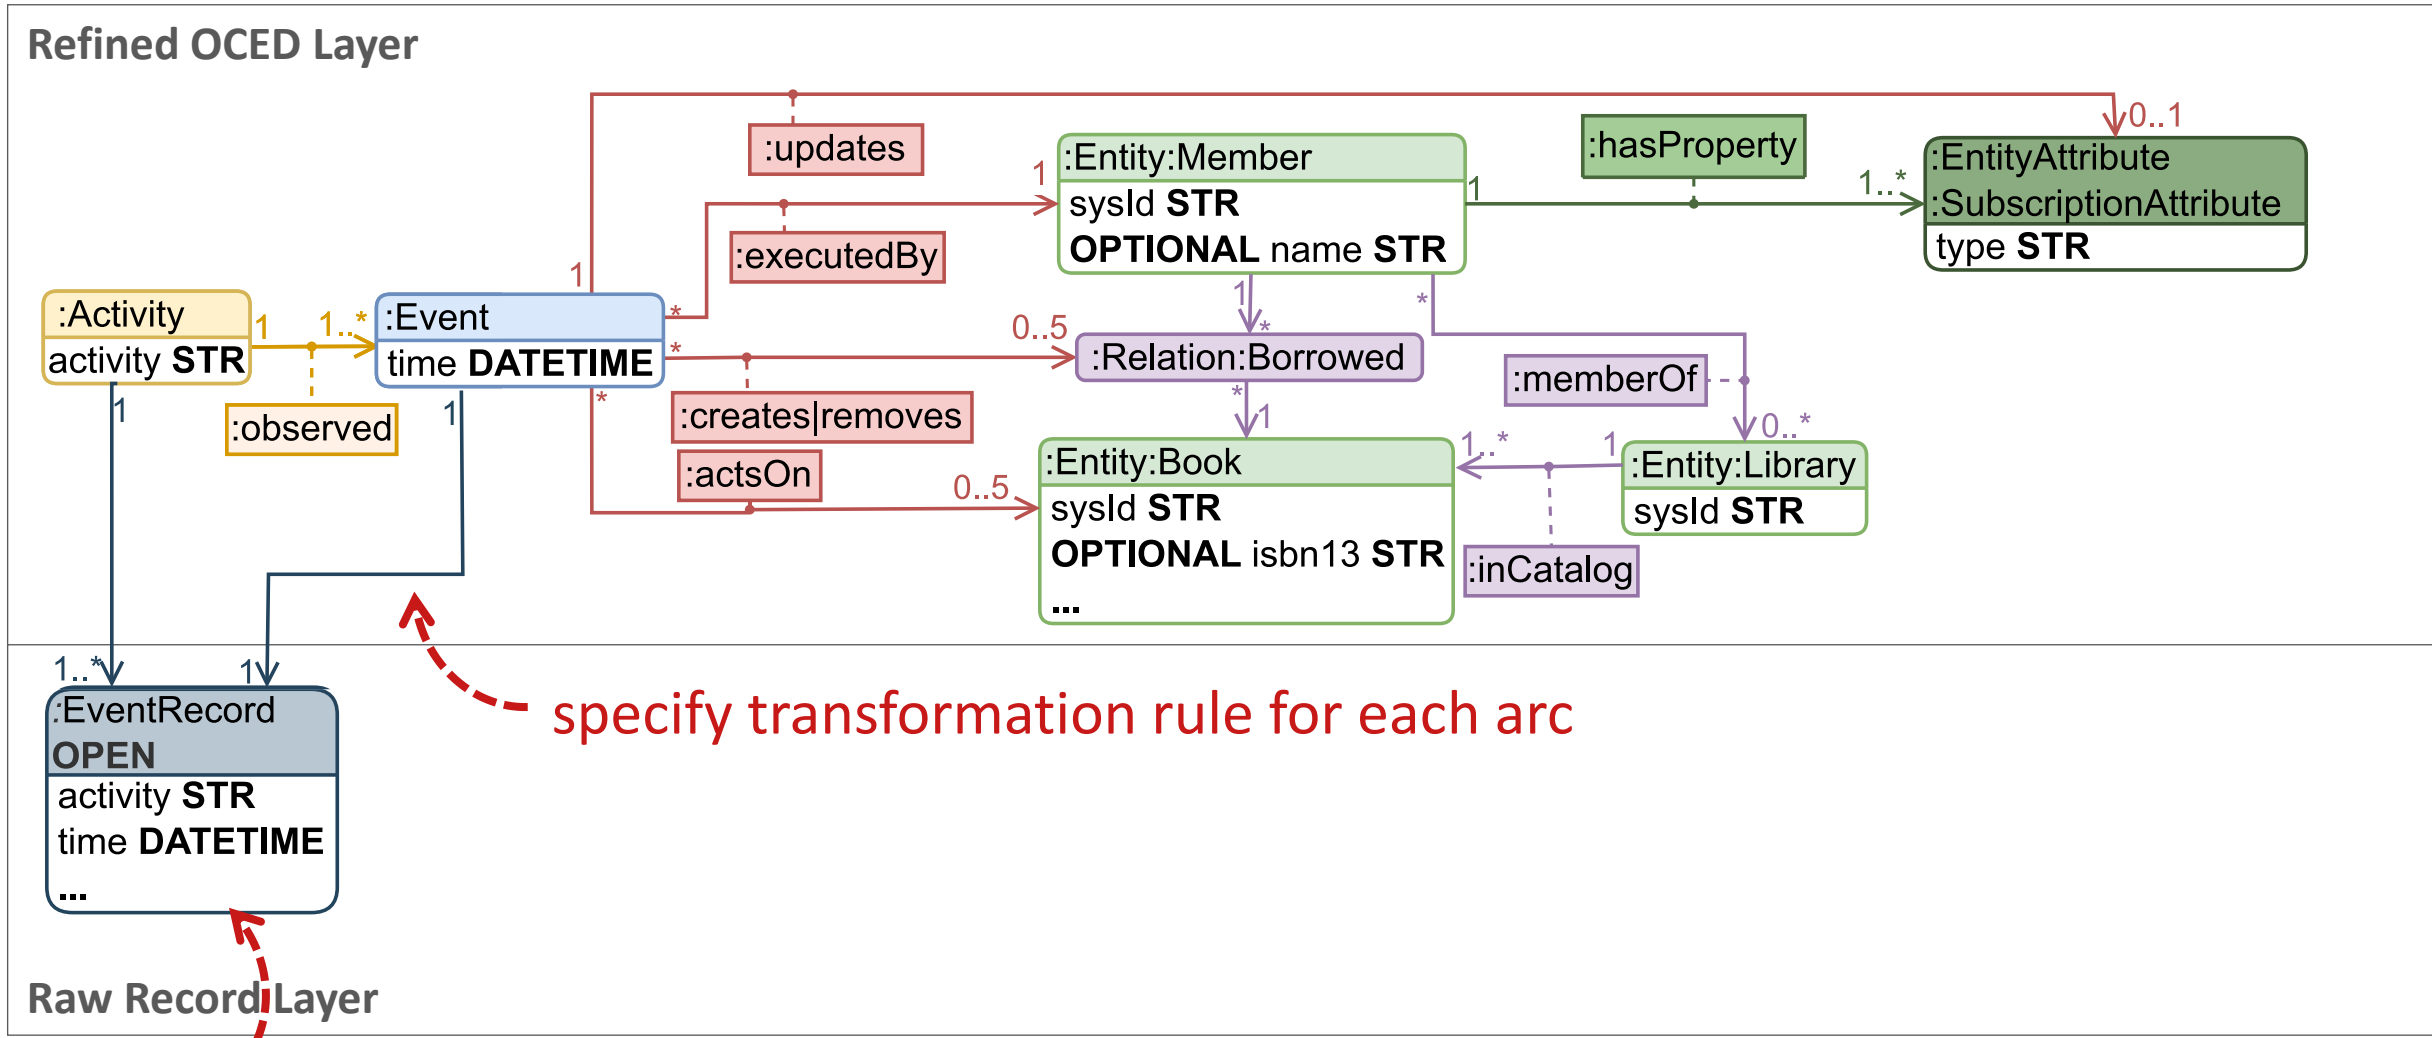 Refined OCED Layer
:updates
0..1
:hasProperty
:Entity:Member
sysId STR
OPTIONAL name STR
1
1
1..*
:EntityAttribute
:SubscriptionAttribute
type STR
:executedBy
1
*
:Activity
activity STR
1
1..*
:observed
:Event
time DATETIME
*
*
0..5
1
*
:Relation:Borrowed
*
1
*
:memberOf
0..*
:creates|removes
:actsOn
0..5
:Entity:Book
sysId STR
OPTIONAL isbn13 STR
...
1..*
1
:Entity:Library
sysId STR
:inCatalog
1
1
1..*
1
:EventRecord
OPEN
activity STR
time DATETIME
...
specify transformation rule for each arc
Raw Record Layer